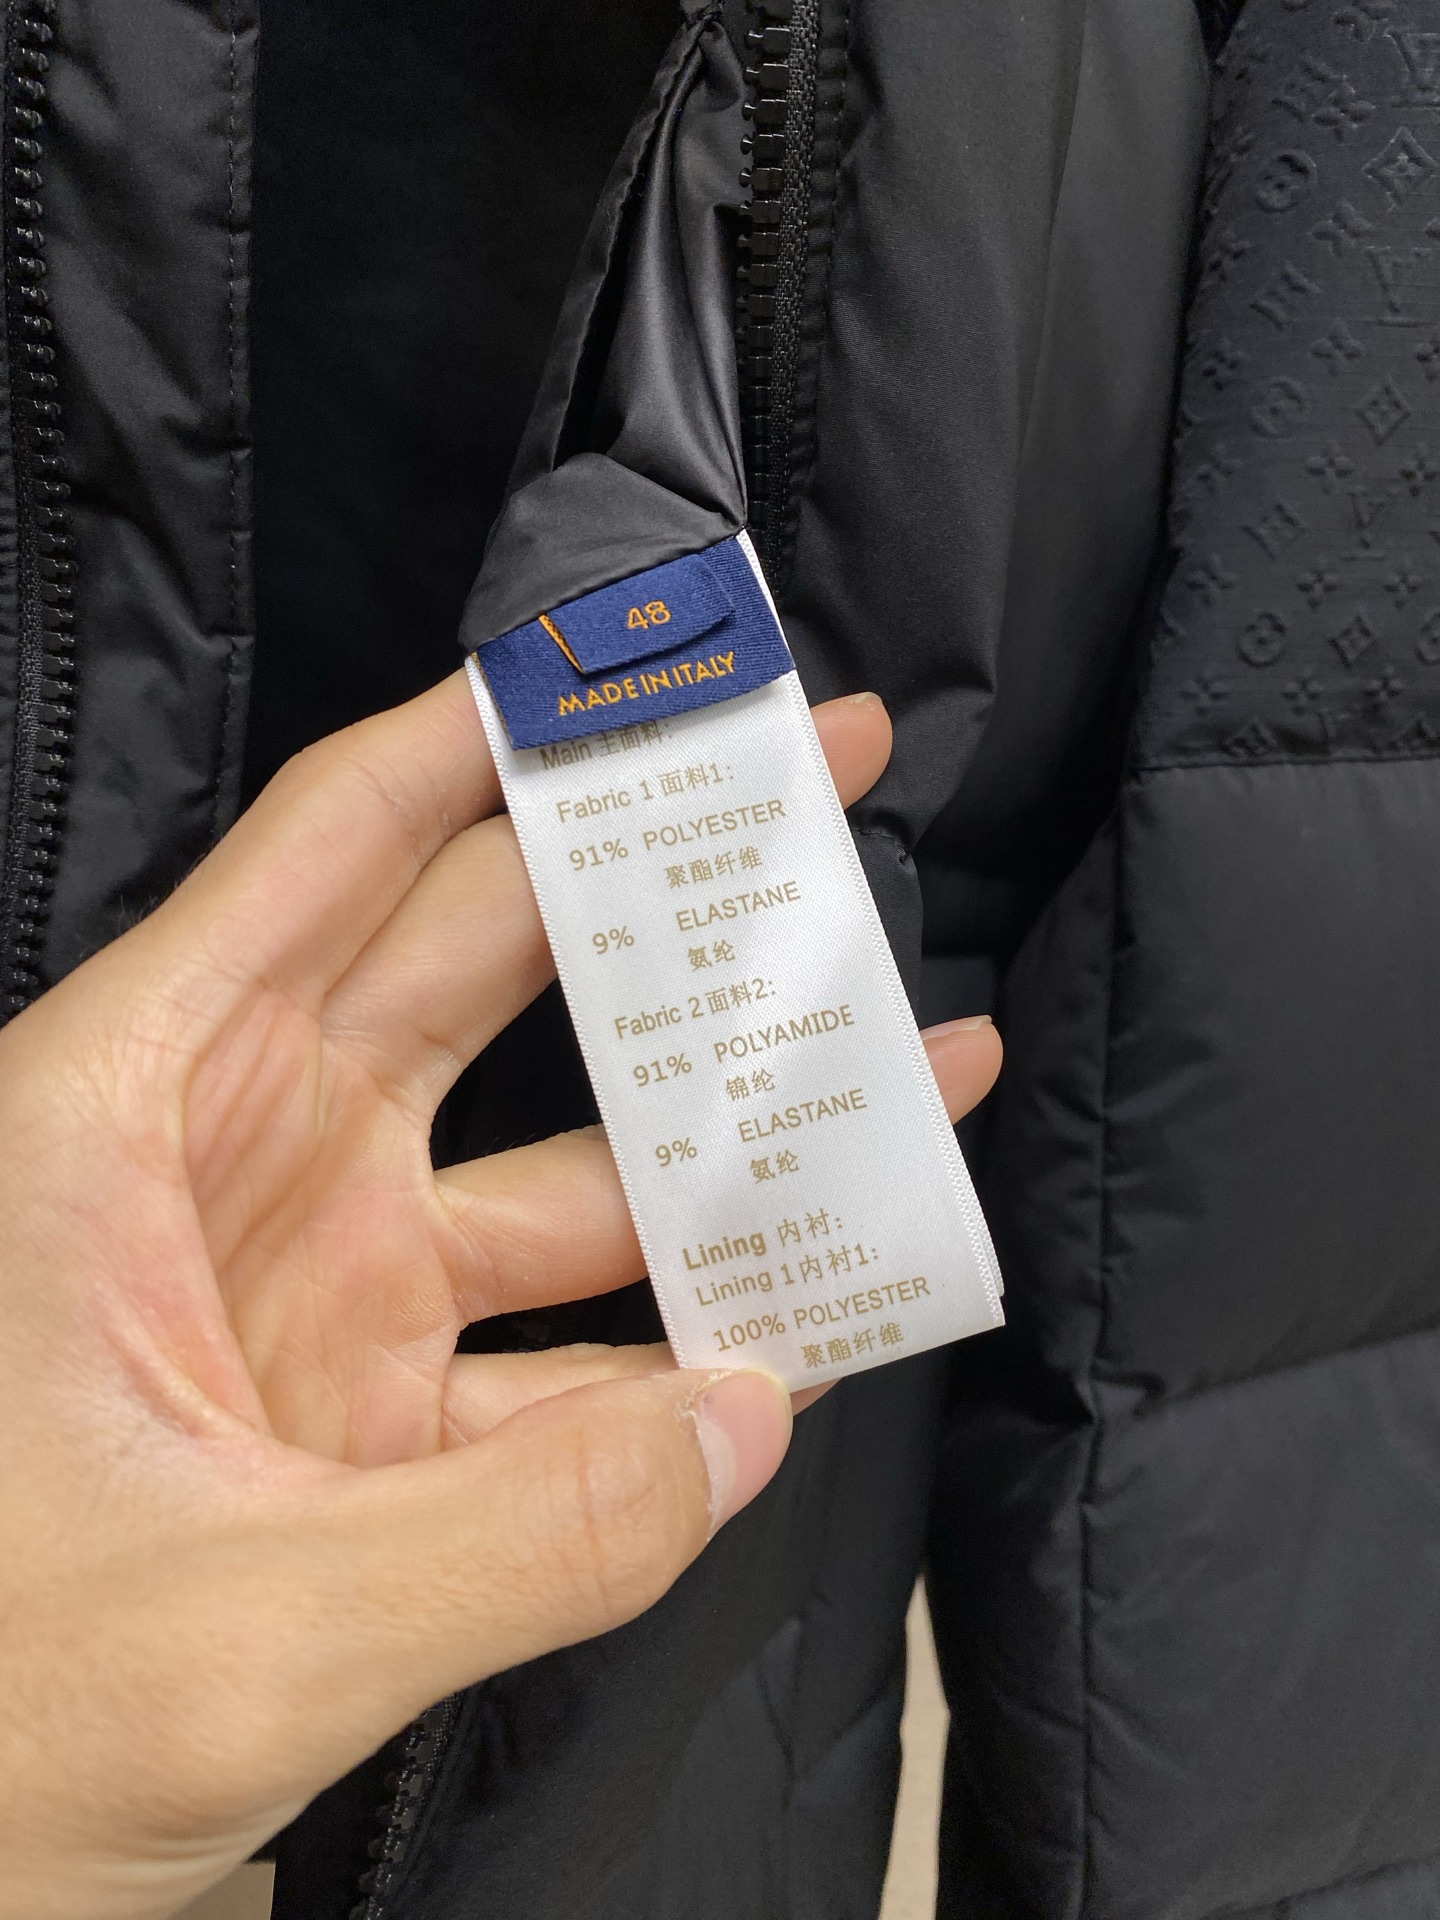 48
MADE IN ITALY
Main 主面料:
Fabric 1 面料1:
91% POLYESTER
聚酯纤维
9% ELASTANE
氨纶
Fabric 2 面料2:
91% POLYAMIDE
锦纶
9% ELASTANE
氨纶
Lining 内衬:
Lining 1内衬1:
100% POLYESTER
聚酯纤维